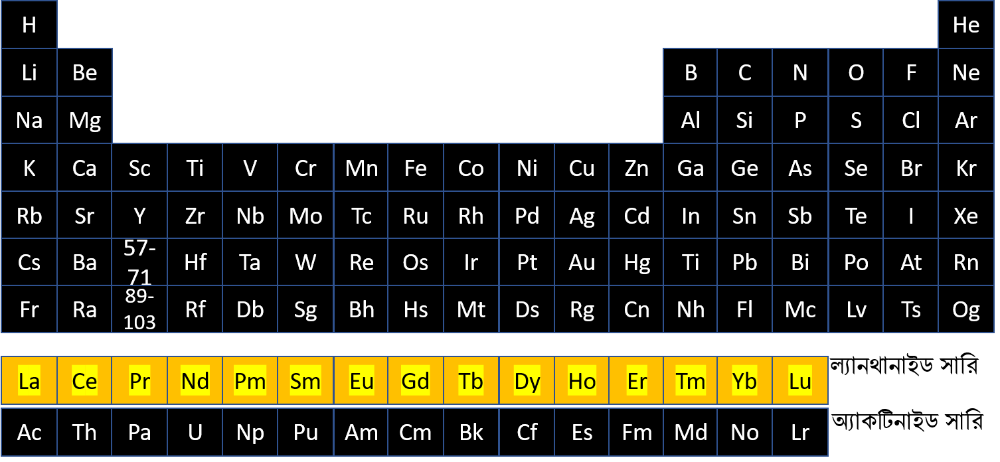 H He
Li Be B C N O F Ne
Na Mg Al Si P S Cl Ar
K Ca Sc Ti V Cr Mn Fe Co Ni Cu Zn Ga Ge As Se Br Kr
Rb Sr Y Zr Nb Mo Tc Ru Rh Pd Ag Cd In Sn Sb Te I Xe
Cs Ba 57-71 Hf Ta W Re Os Ir Pt Au Hg Ti Pb Bi Po At Rn
Fr Ra 89-103 Rf Db Sg Bh Hs Mt Ds Rg Cn Nh Fl Mc Lv Ts Og
La Ce Pr Nd Pm Sm Eu Gd Tb Dy Ho Er Tm Yb Lu ল্যানথানাইড সারি
Ac Th Pa U Np Pu Am Cm Bk Cf Es Fm Md No Lr অ্যাকটিনাইড সারি